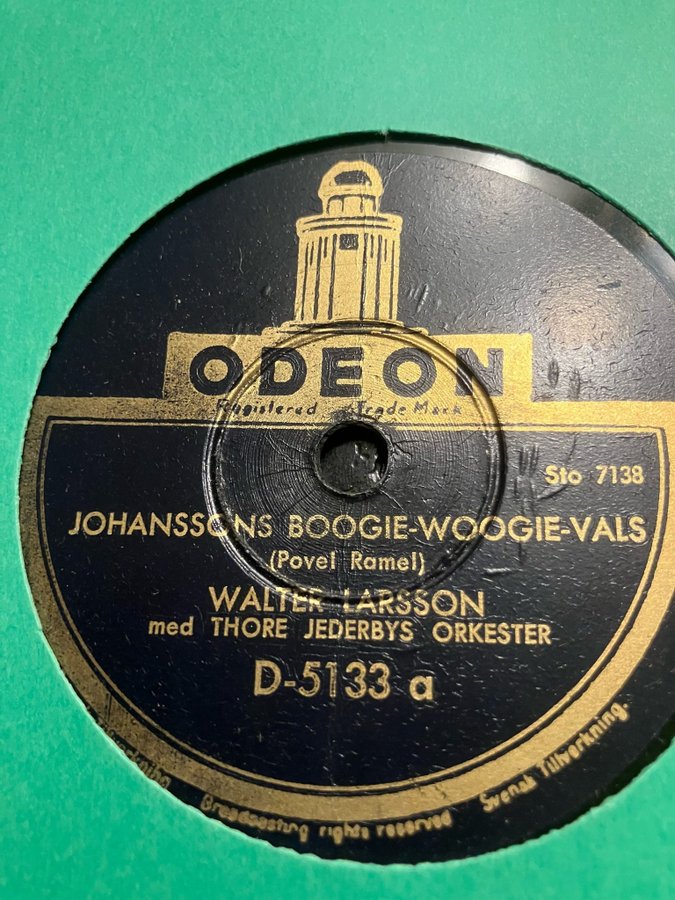 ODEON
Registered Trade Mark
Sto 7138
JOHANSSONS BOOGIE-WOOGIE-VALS
(Povel Ramel)
WALTER LARSSON
med THORE JEDERBYS ORKESTER
D-5133 a
Broadcasting rights reserved
Svensk Tillverkning.